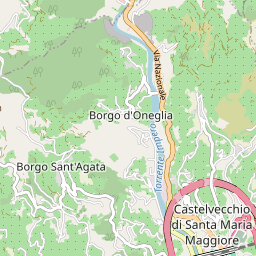 Via Nazionale
Borgo d'Oneglia
Torrente Impero
Borgo Sant'Agata
Castelvecchio
di Santa Maria
Maggiore